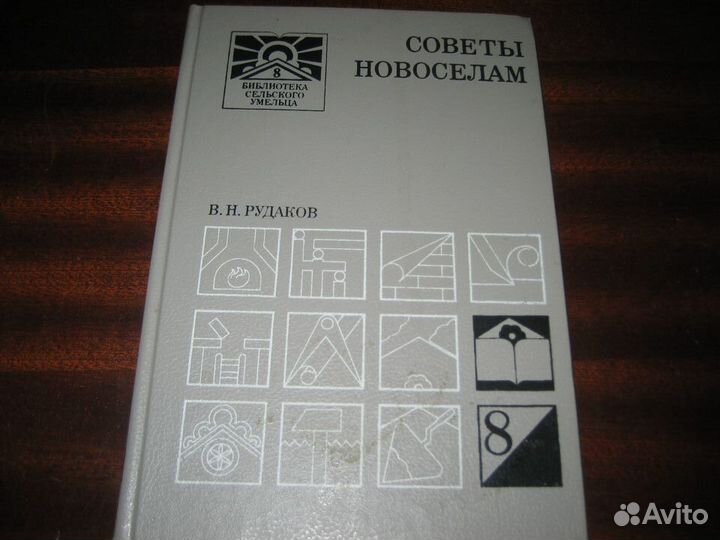 СОВЕТЫ
НОВОСЕЛАМ
8
БИБЛИОТЕКА
СЕЛЬСКОГО
УМЕЛЬЦА
В. Н. РУДАКОВ
8
Avito